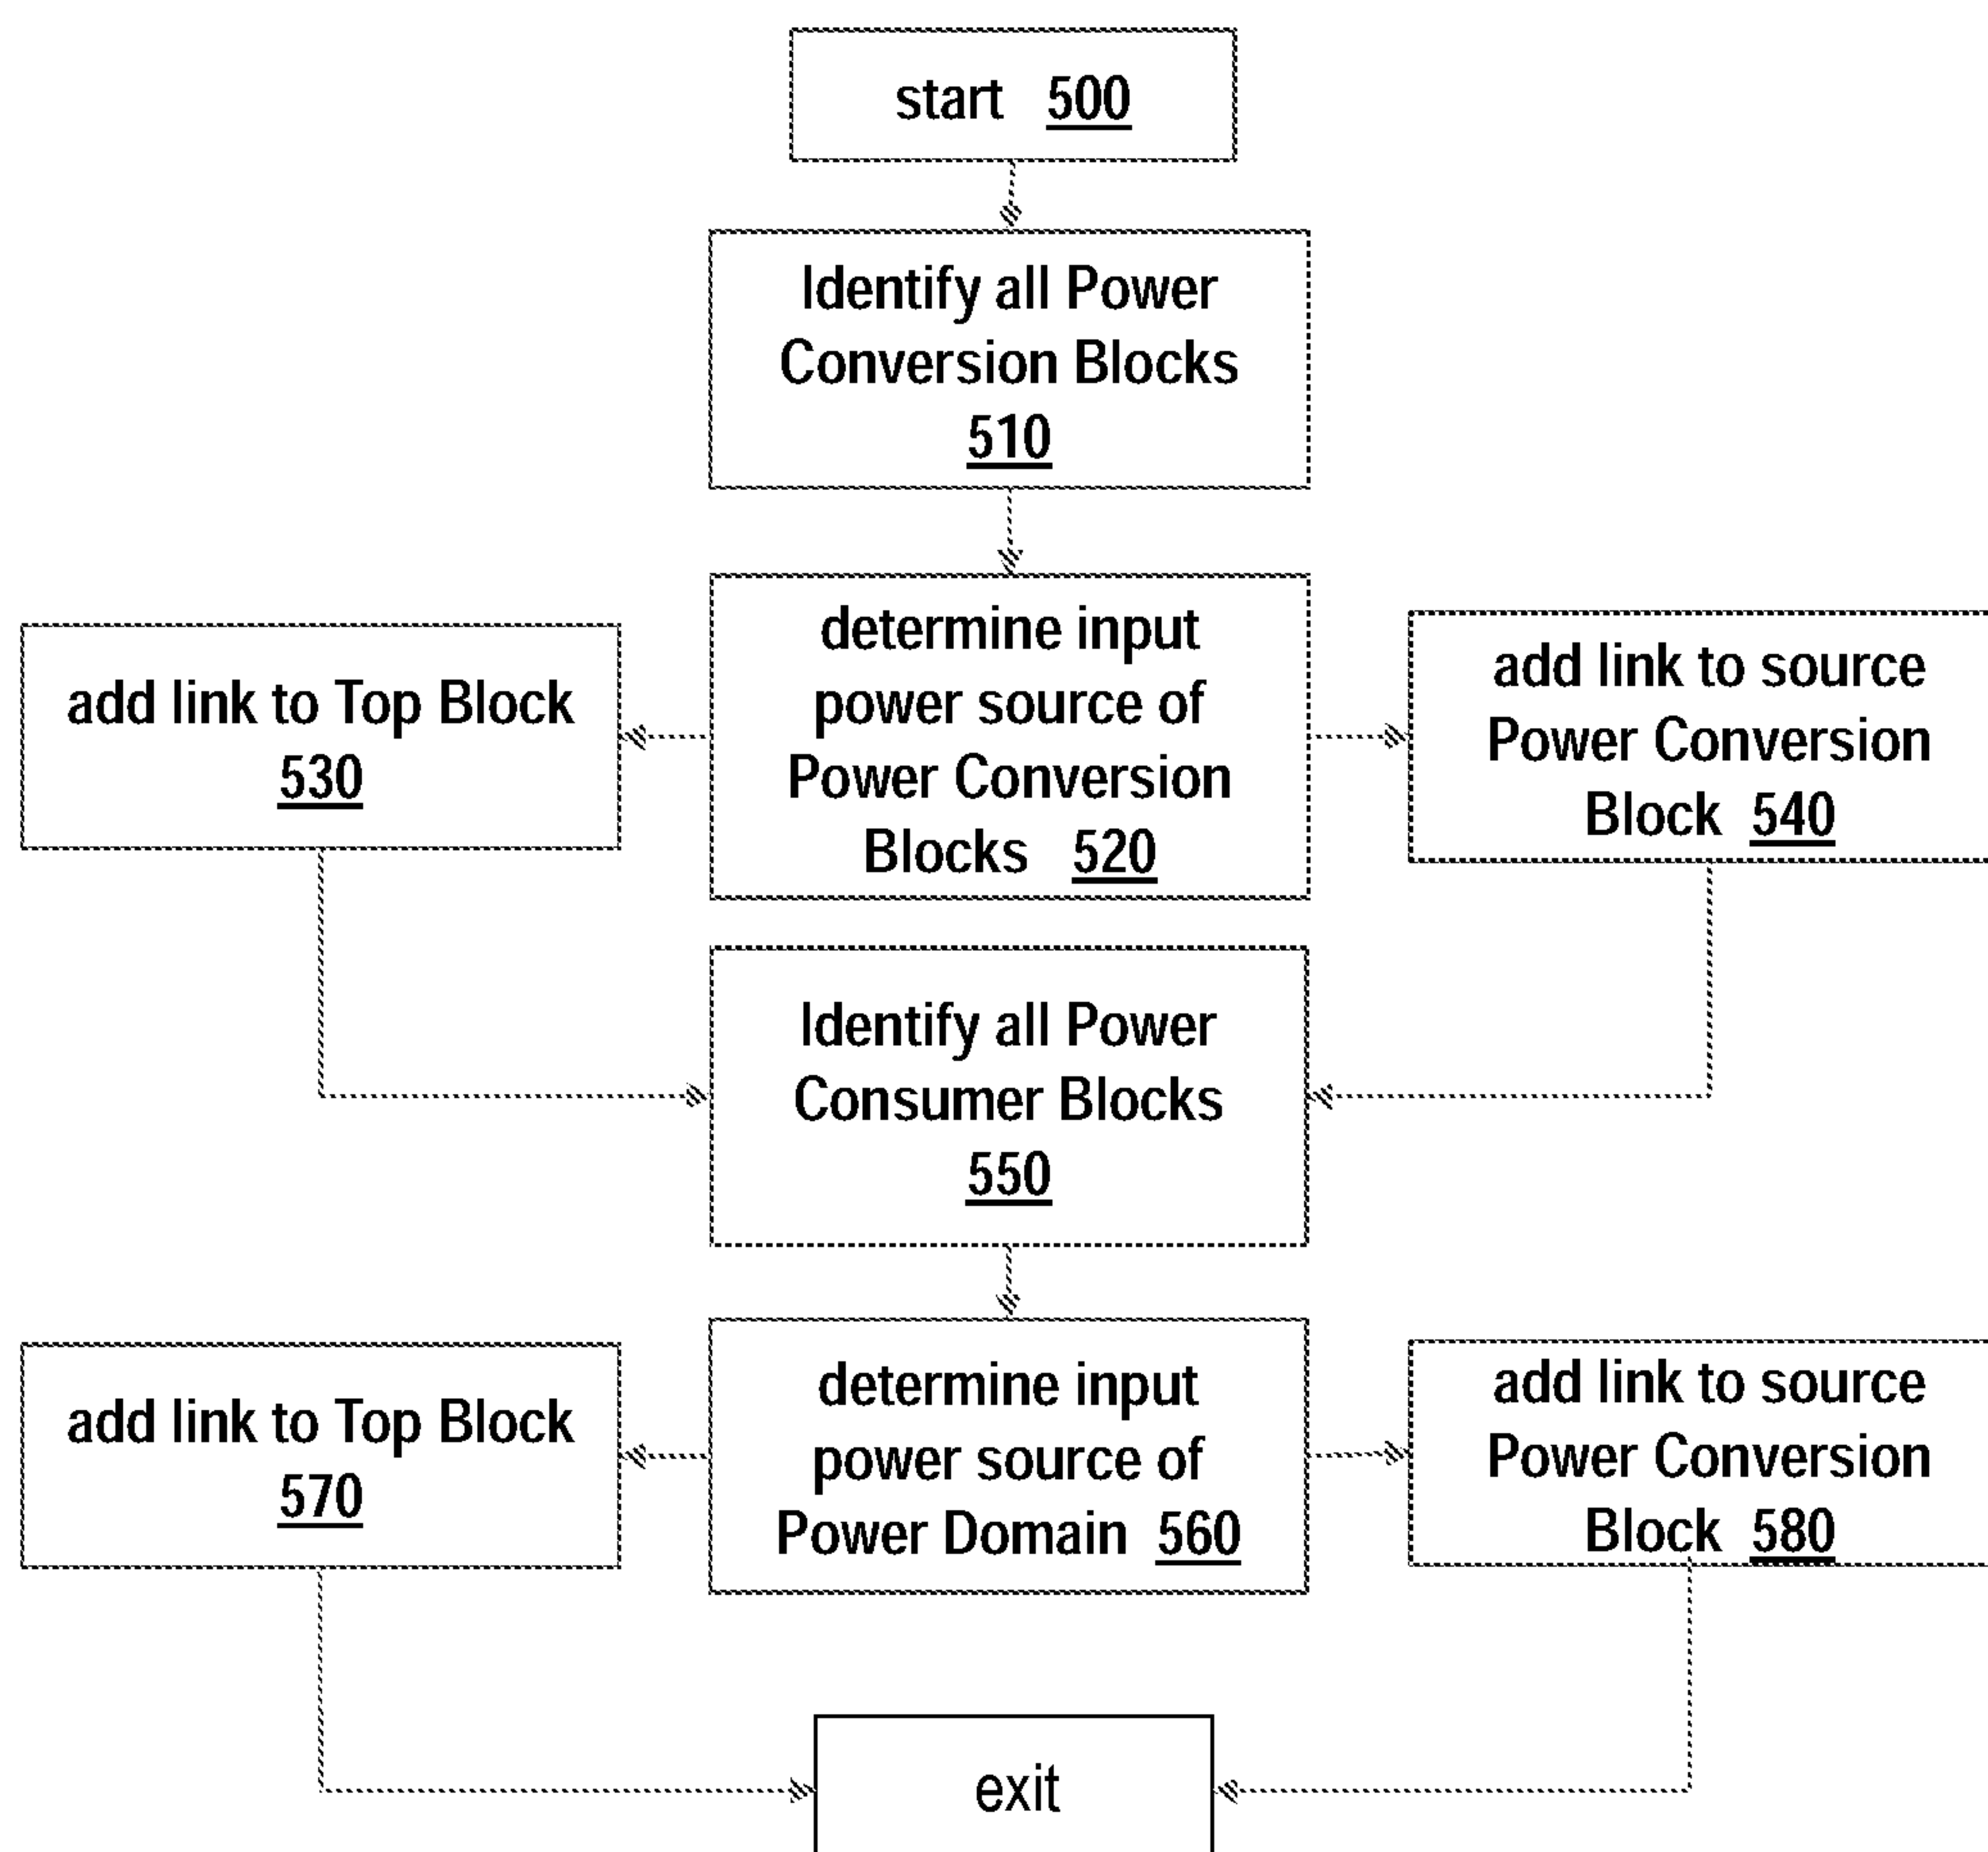 start 500
Identify all Power
Conversion Blocks
510
determine input
power source of
Power Conversion
Blocks 520
add link to Top Block
530
add link to source
Power Conversion
Block 540
Identify all Power
Consumer Blocks
550
determine input
power source of
Power Domain 560
add link to Top Block
570
add link to source
Power Conversion
Block 580
exit